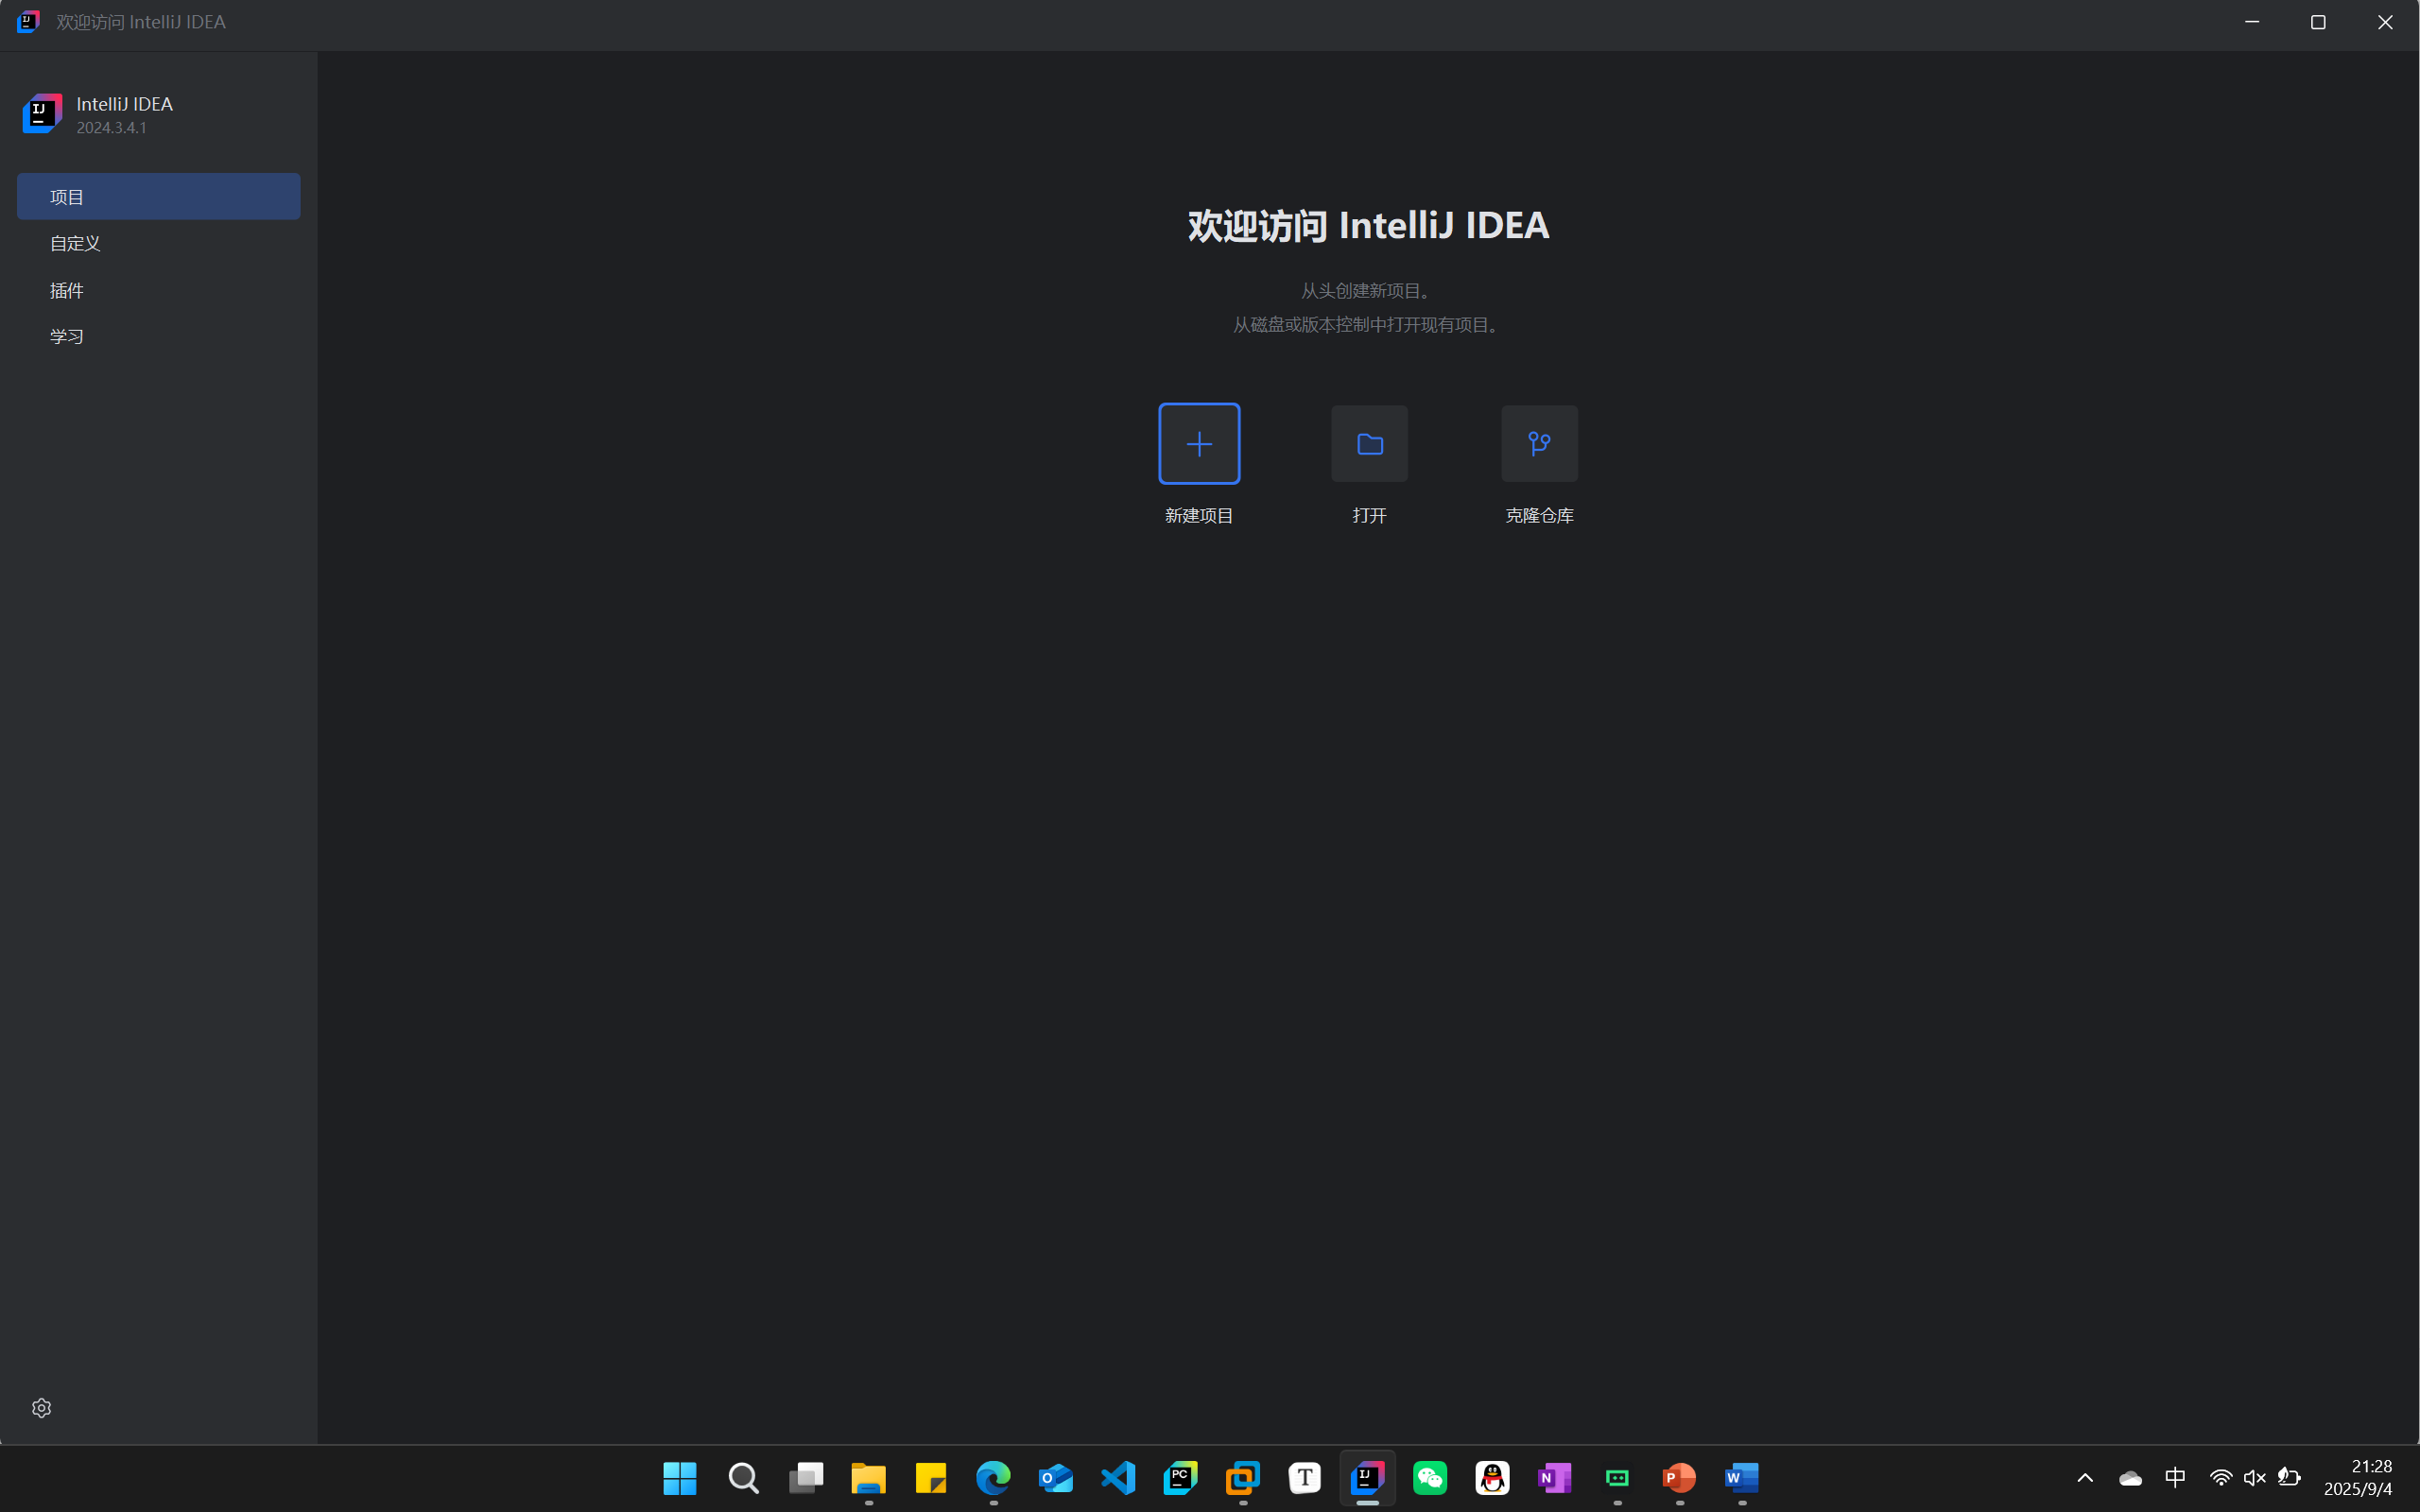 欢迎访问 IntelliJ IDEA
IntelliJ IDEA
2024.3.4.1
项目
自定义
插件
学习
欢迎访问 IntelliJ IDEA
从头创建新项目。
从磁盘或版本控制中打开现有项目。
新建项目
打开
克隆仓库
中
21:28
2025/9/4